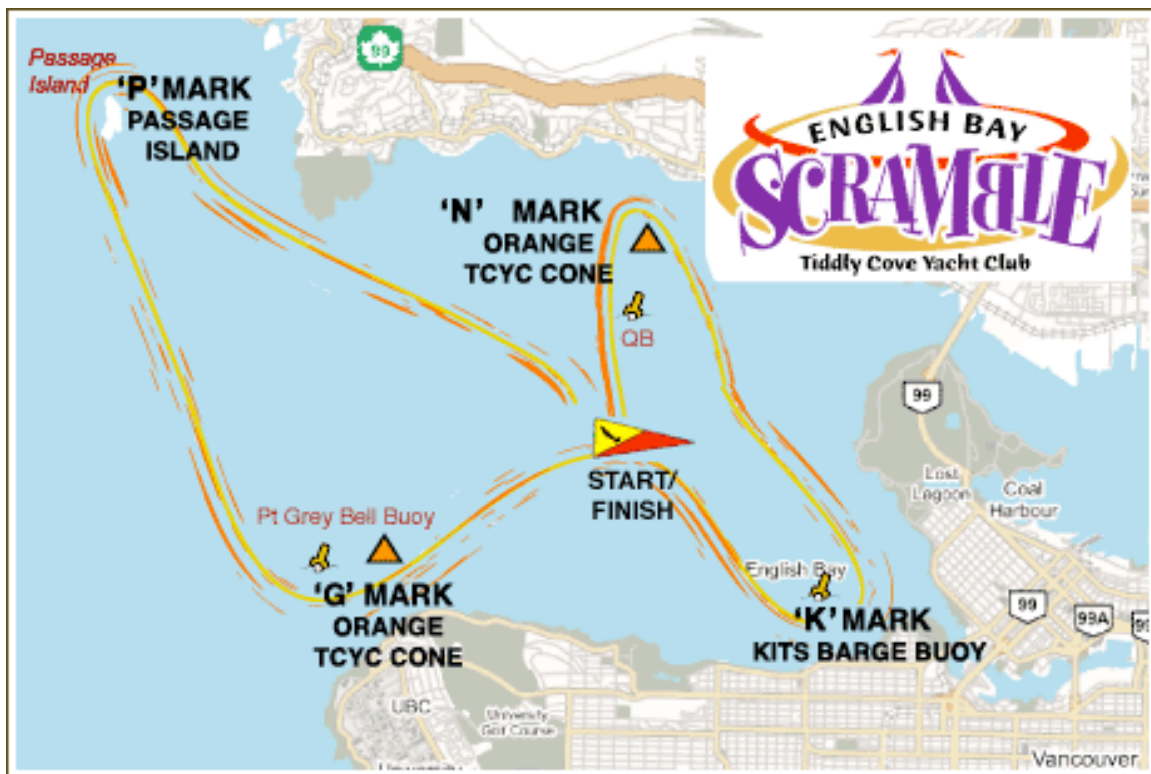 Passage
Island
'P' MARK
PASSAGE
ISLAND
99
ENGLISH BAY
SCRAMBLE
Tiddly Cove Yacht Club
'N' MARK
ORANGE
TCYC CONE
QB
99
START/
FINISH
Lost
Lagoon
Coal
Harbour
Pt Grey Bell Buoy
English Bay
'G' MARK
ORANGE
TCYC CONE
'K' MARK
KITS BARGE BUOY
99
99A
UBC
University
Golf Course
Vancouver